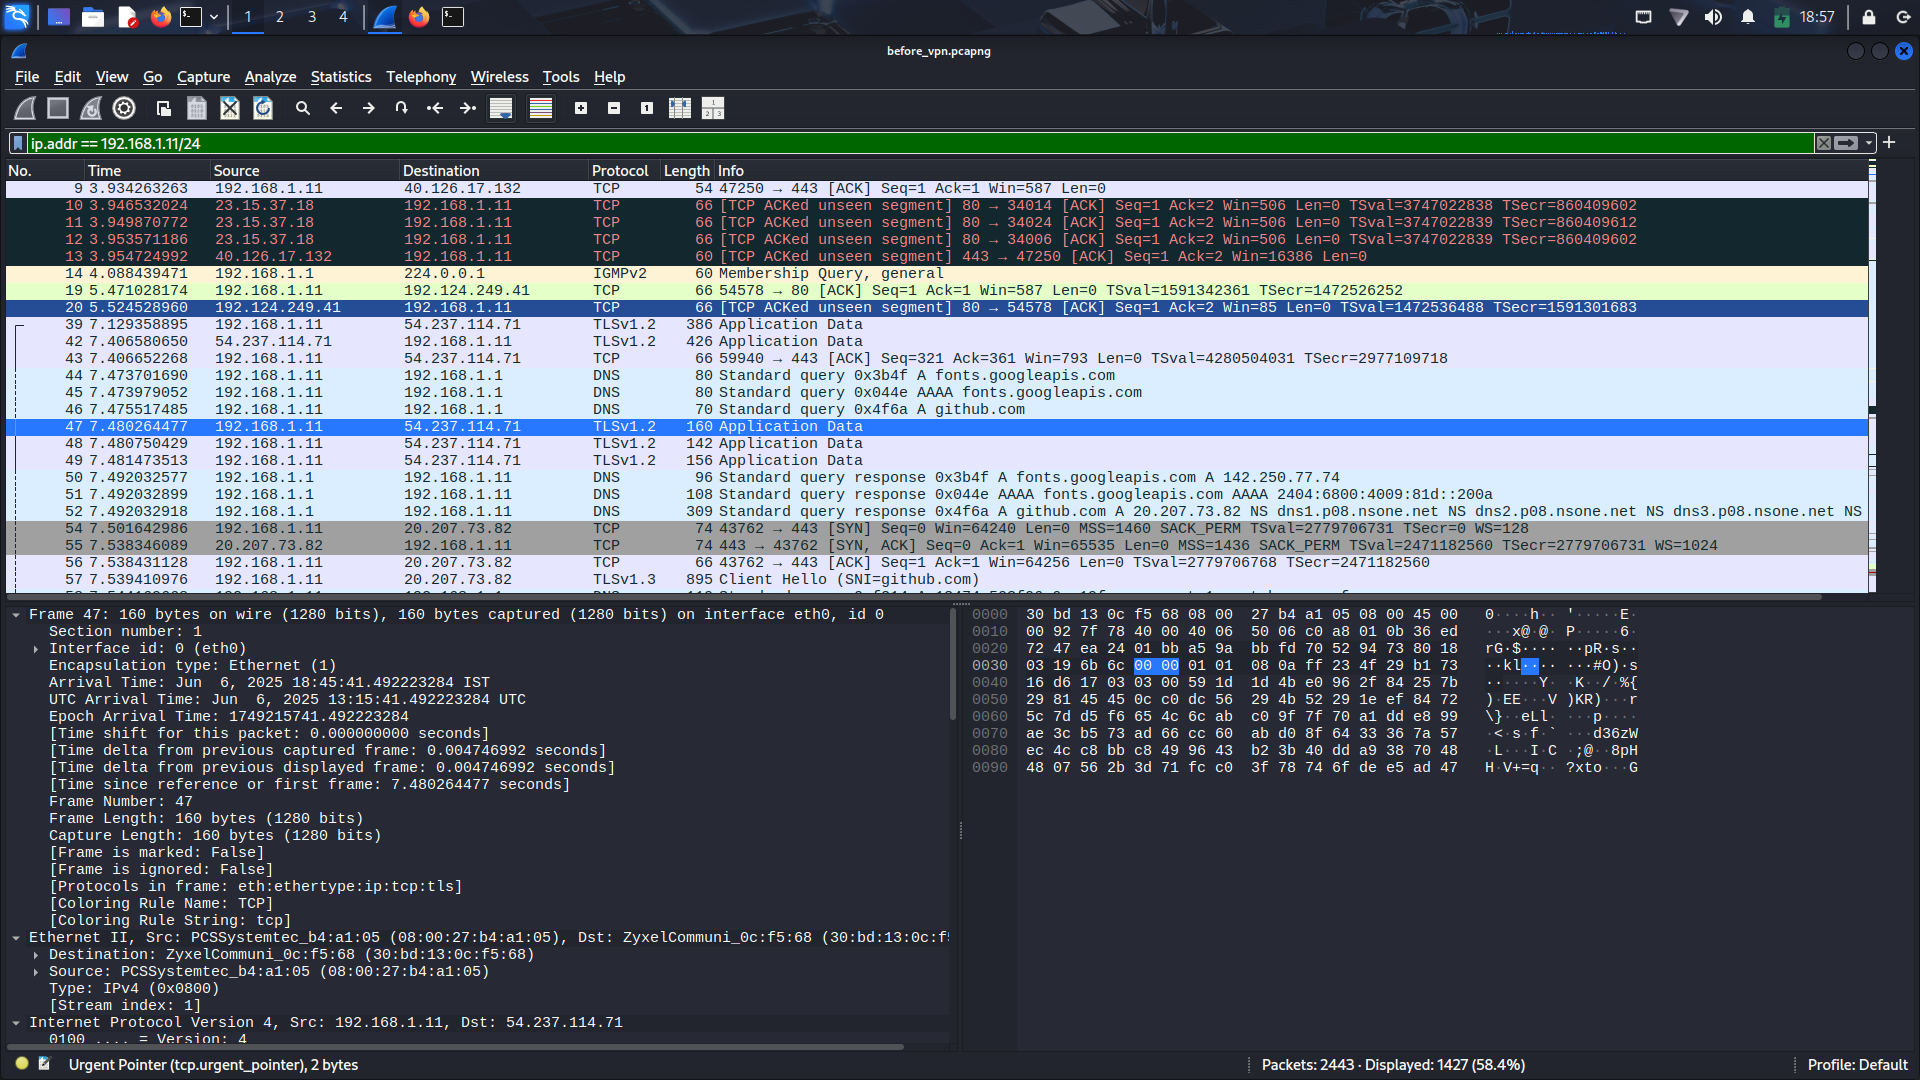 1 2 3 4 18:57
before_vpn.pcapng
File Edit View Go Capture Analyze Statistics Telephony Wireless Tools Help
ip.addr == 192.168.1.11/24
No. Time Source Destination Protocol Length Info
9 3.934263263 192.168.1.11 40.126.17.132 TCP 54 47250 → 443 [ACK] Seq=1 Ack=1 Win=587 Len=0
10 3.946532024 23.15.37.18 192.168.1.11 TCP 66 [TCP ACKed unseen segment] 80 → 34014 [ACK] Seq=1 Ack=2 Win=506 Len=0 TSval=3747022838 TSecr=860409602
11 3.949870772 23.15.37.18 192.168.1.11 TCP 66 [TCP ACKed unseen segment] 80 → 34024 [ACK] Seq=1 Ack=2 Win=506 Len=0 TSval=3747022839 TSecr=860409612
12 3.953571186 23.15.37.18 192.168.1.11 TCP 66 [TCP ACKed unseen segment] 80 → 34006 [ACK] Seq=1 Ack=2 Win=506 Len=0 TSval=3747022839 TSecr=860409602
13 3.954724992 40.126.17.132 192.168.1.11 TCP 60 [TCP ACKed unseen segment] 443 → 47250 [ACK] Seq=1 Ack=2 Win=16386 Len=0
14 4.088439471 192.168.1.1 224.0.0.1 IGMPv2 60 Membership Query, general
19 5.471028174 192.168.1.11 192.124.249.41 TCP 66 54578 → 80 [ACK] Seq=1 Ack=1 Win=587 Len=0 TSval=1591342361 TSecr=1472526252
20 5.524528960 192.124.249.41 192.168.1.11 TCP 66 [TCP ACKed unseen segment] 80 → 54578 [ACK] Seq=1 Ack=2 Win=85 Len=0 TSval=1472536488 TSecr=1591301683
39 7.129358895 192.168.1.11 54.237.114.71 TLSv1.2 386 Application Data
42 7.406580650 54.237.114.71 192.168.1.11 TLSv1.2 426 Application Data
43 7.406652268 192.168.1.11 54.237.114.71 TCP 66 59940 → 443 [ACK] Seq=321 Ack=361 Win=793 Len=0 TSval=4280504031 TSecr=2977109718
44 7.473701690 192.168.1.11 192.168.1.1 DNS 80 Standard query 0x3b4f A fonts.googleapis.com
45 7.473979052 192.168.1.11 192.168.1.1 DNS 80 Standard query 0x044e AAAA fonts.googleapis.com
46 7.475517485 192.168.1.11 192.168.1.1 DNS 70 Standard query 0x4f6a A github.com
47 7.480264477 192.168.1.11 54.237.114.71 TLSv1.2 160 Application Data
48 7.480750429 192.168.1.11 54.237.114.71 TLSv1.2 142 Application Data
49 7.481473513 192.168.1.11 54.237.114.71 TLSv1.2 156 Application Data
50 7.492032577 192.168.1.1 192.168.1.11 DNS 96 Standard query response 0x3b4f A fonts.googleapis.com A 142.250.77.74
51 7.492032899 192.168.1.1 192.168.1.11 DNS 108 Standard query response 0x044e AAAA fonts.googleapis.com AAAA 2404:6800:4009:81d::200a
52 7.492032918 192.168.1.1 192.168.1.11 DNS 309 Standard query response 0x4f6a A github.com A 20.207.73.82 NS dns1.p08.nsone.net NS dns2.p08.nsone.net NS dns3.p08.nsone.net NS
54 7.501642986 192.168.1.11 20.207.73.82 TCP 74 43762 → 443 [SYN] Seq=0 Win=64240 Len=0 MSS=1460 SACK_PERM TSval=2779706731 TSecr=0 WS=128
55 7.538346089 20.207.73.82 192.168.1.11 TCP 74 443 → 43762 [SYN, ACK] Seq=0 Ack=1 Win=65535 Len=0 MSS=1436 SACK_PERM TSval=2471182560 TSecr=2779706731 WS=1024
56 7.538431128 192.168.1.11 20.207.73.82 TCP 66 43762 → 443 [ACK] Seq=1 Ack=1 Win=64256 Len=0 TSval=2779706768 TSecr=2471182560
57 7.539410976 192.168.1.11 20.207.73.82 TLSv1.3 895 Client Hello (SNI=github.com)
Frame 47: 160 bytes on wire (1280 bits), 160 bytes captured (1280 bits) on interface eth0, id 0
Section number: 1
Interface id: 0 (eth0)
Encapsulation type: Ethernet (1)
Arrival Time: Jun  6, 2025 18:45:41.492223284 IST
UTC Arrival Time: Jun  6, 2025 13:15:41.492223284 UTC
Epoch Arrival Time: 1749215741.492223284
[Time shift for this packet: 0.000000000 seconds]
[Time delta from previous captured frame: 0.004746992 seconds]
[Time delta from previous displayed frame: 0.004746992 seconds]
[Time since reference or first frame: 7.480264477 seconds]
Frame Number: 47
Frame Length: 160 bytes (1280 bits)
Capture Length: 160 bytes (1280 bits)
[Frame is marked: False]
[Frame is ignored: False]
[Protocols in frame: eth:ethertype:ip:tcp:tls]
[Coloring Rule Name: TCP]
[Coloring Rule String: tcp]
Ethernet II, Src: PCSSystemtec_b4:a1:05 (08:00:27:b4:a1:05), Dst: ZyxelCommuni_0c:f5:68 (30:bd:13:0c:f5
Destination: ZyxelCommuni_0c:f5:68 (30:bd:13:0c:f5:68)
Source: PCSSystemtec_b4:a1:05 (08:00:27:b4:a1:05)
Type: IPv4 (0x0800)
[Stream index: 1]
Internet Protocol Version 4, Src: 192.168.1.11, Dst: 54.237.114.71
0100 .... = Version: 4
0000 30 bd 13 0c f5 68 08 00 27 b4 a1 05 08 00 45 00 0····h·· '·····E·
0010 00 92 7f 78 40 00 40 06 50 06 c0 a8 01 0b 36 ed ···x@·@· P·····6·
0020 72 47 ea 24 01 bb a5 9a bb fd 70 52 94 73 80 18 rG·$···· ··pR·s··
0030 03 19 6b 6c 00 00 01 01 08 0a ff 23 4f 29 b1 73 ··kl···· ···#O)·s
0040 16 d6 17 03 03 00 59 1d 1d 4b e0 96 2f 84 25 7b ······Y· ·K··/·%{
0050 29 81 45 45 0c c0 dc 56 29 4b 52 29 1e ef 84 72 )·EE···V )KR)···r
0060 5c 7d d5 f6 65 4c 6c ab c0 9f 7f 70 a1 dd e8 99 \}··eLl· ···p····
0070 ae 3c b5 73 ad 66 cc 60 ab d0 8f 64 33 36 7a 57 ·<·s·f·` ···d36zW
0080 ec 4c c8 bb c8 49 96 43 b2 3b 40 dd a9 38 70 48 ·L···I·C ·;@··8pH
0090 48 07 56 2b 3d 71 fc c0 3f 78 74 6f de e5 ad 47 H·V+=q·· ?xto···G
Urgent Pointer (tcp.urgent_pointer), 2 bytes Packets: 2443 · Displayed: 1427 (58.4%) Profile: Default